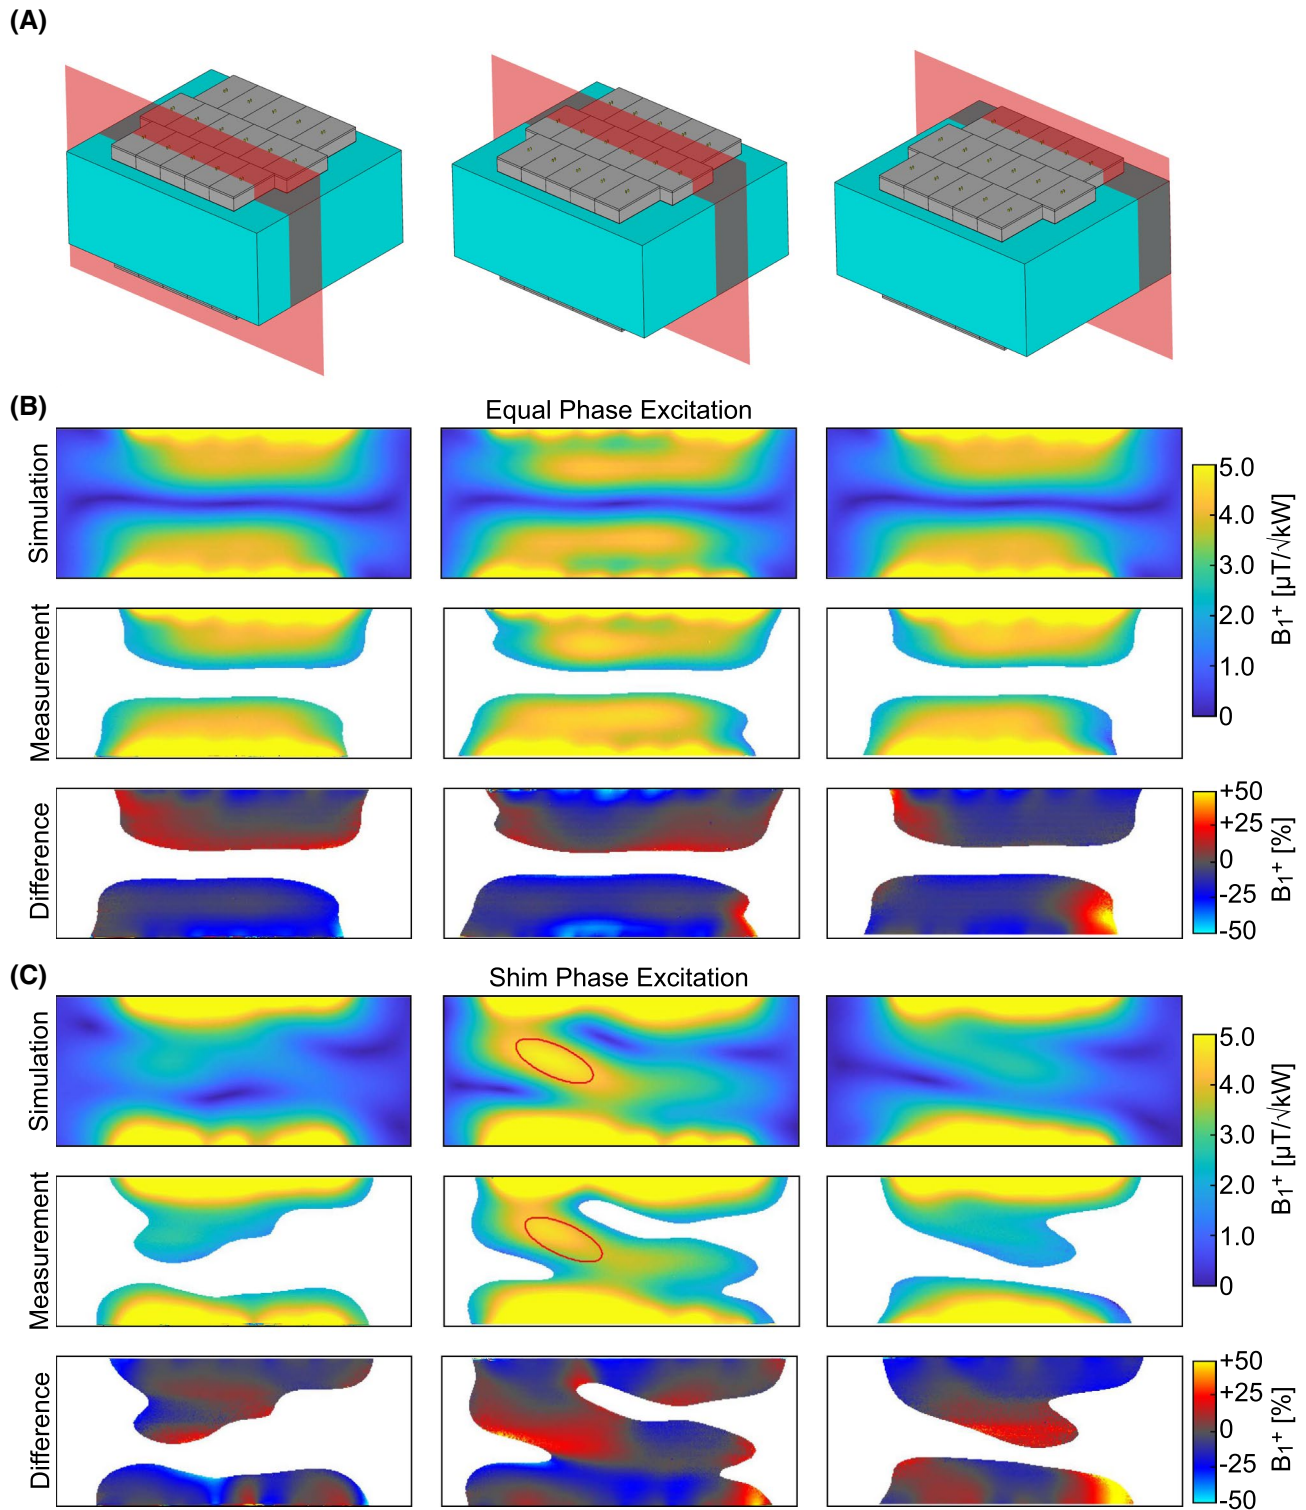 (A)
(B)
Equal Phase Excitation
Simulation
5.0
4.0
3.0
2.0
1.0
0
B1+ [µT/√kW]
Measurement
Difference
+50
+25
0
-25
-50
B1+ [%]
(C)
Shim Phase Excitation
Simulation
5.0
4.0
3.0
2.0
1.0
0
B1+ [µT/√kW]
Measurement
Difference
+50
+25
0
-25
-50
B1+ [%]